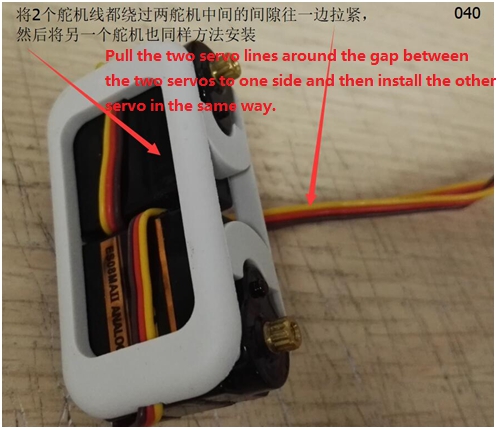 将2个舵机线都绕过两舵机中间的间隙往一边拉紧，
040
然后将另一个舵机也同样方法安装
Pull the two servo lines around the gap between
the two servos to one side and then install the other
servo in the same way.